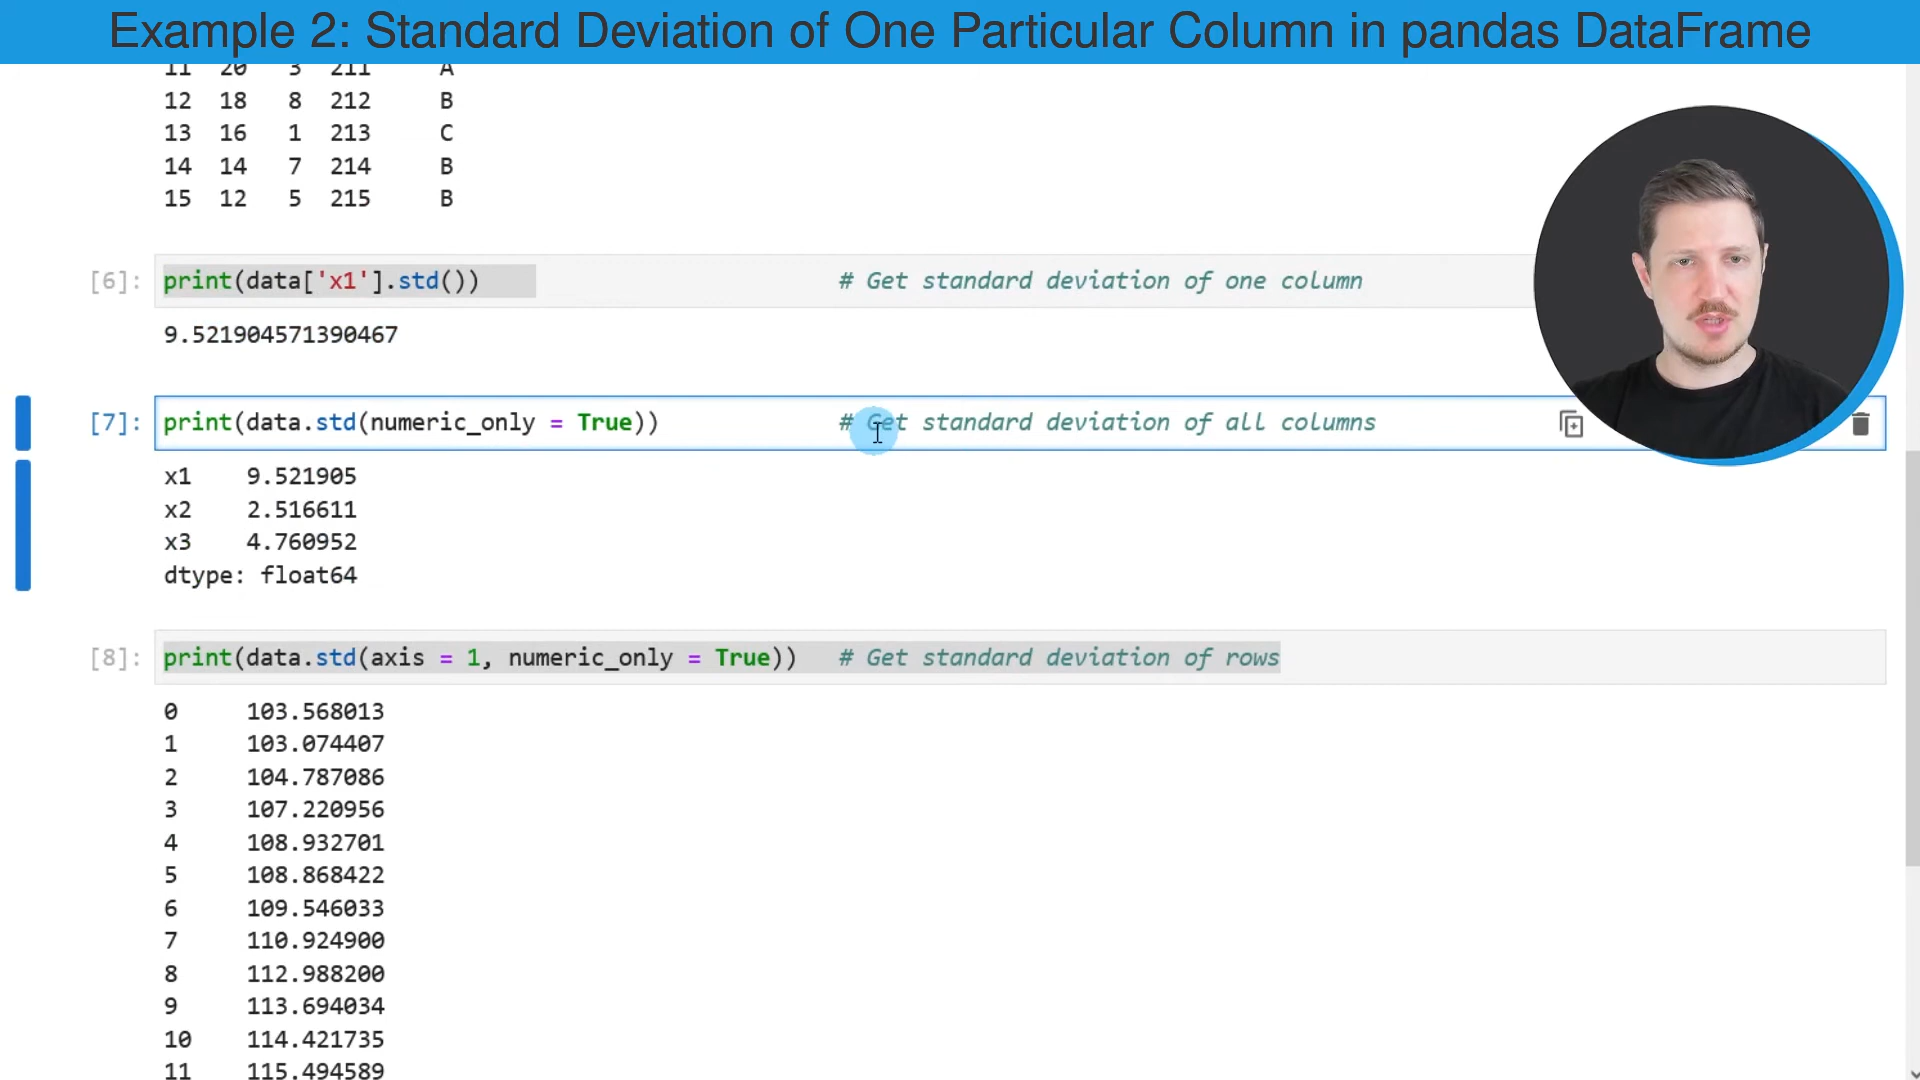 Example 2: Standard Deviation of One Particular Column in pandas DataFrame
11 20 3 211 A
12 18 8 212 B
13 16 1 213 C
14 14 7 214 B
15 12 5 215 B
[6]: print(data['x1'].std()) # Get standard deviation of one column
9.521904571390467
[7]: print(data.std(numeric_only = True)) # Get standard deviation of all columns
x1 9.521905
x2 2.516611
x3 4.760952
dtype: float64
[8]: print(data.std(axis = 1, numeric_only = True)) # Get standard deviation of rows
0 103.568013
1 103.074407
2 104.787086
3 107.220956
4 108.932701
5 108.868422
6 109.546033
7 110.924900
8 112.988200
9 113.694034
10 114.421735
11 115.494589